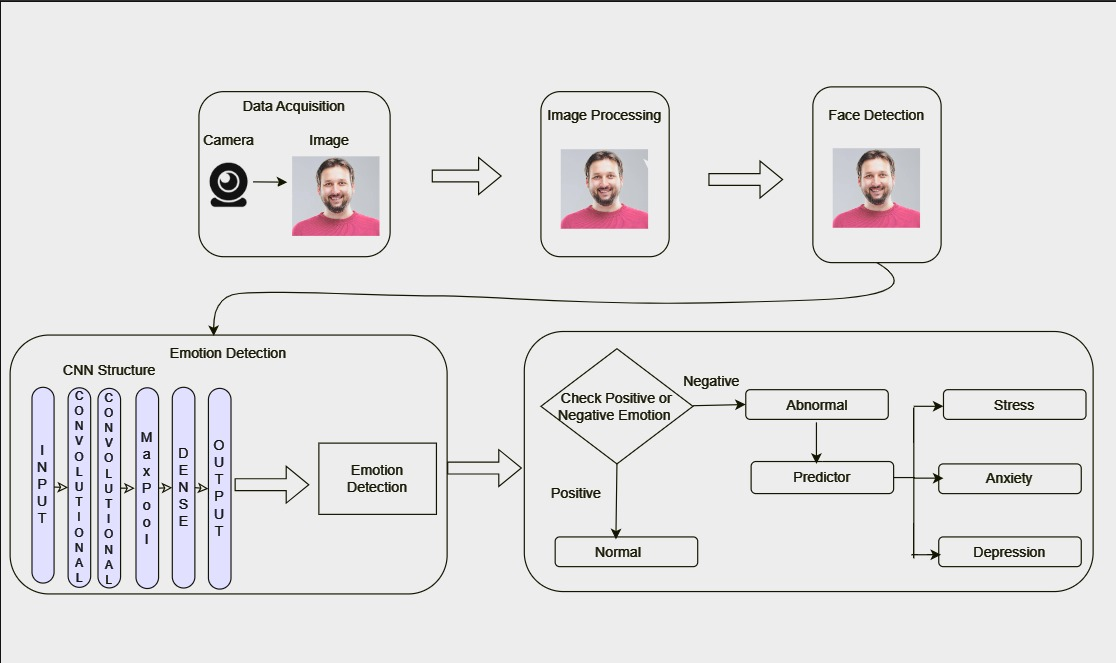 Data Acquisition
Camera
Image
Image Processing
Face Detection
Emotion Detection
CNN Structure
INPUT
CONVOLUTIONAL
CONVOLUTIONAL
MaxPool
DENSE
OUTPUT
Emotion
Detection
Check Positive or
Negative Emotion
Negative
Positive
Normal
Abnormal
Predictor
Stress
Anxiety
Depression